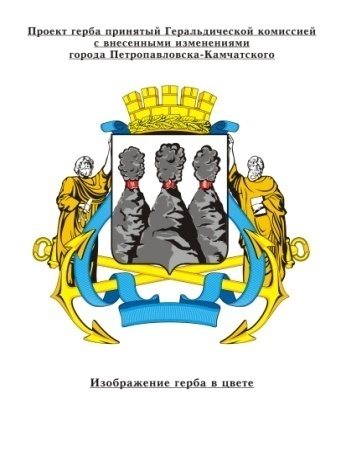 Проект герба принятый Геральдической комиссией
с внесенными изменениями
города Петропавловска-Камчатского
Изображение герба в цвете